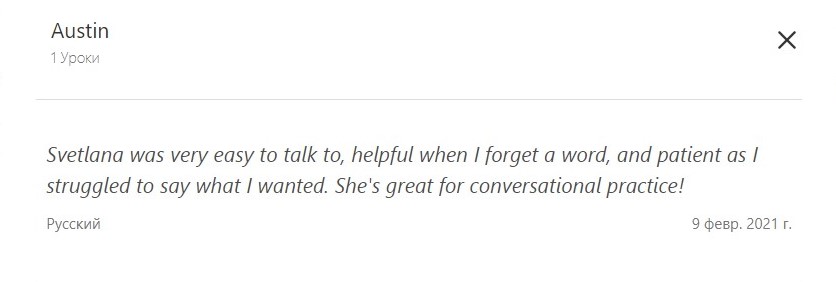 Austin
1 Уроки
Svetlana was very easy to talk to, helpful when I forget a word, and patient as I
struggled to say what I wanted. She's great for conversational practice!
Русский
9 февр. 2021 г.